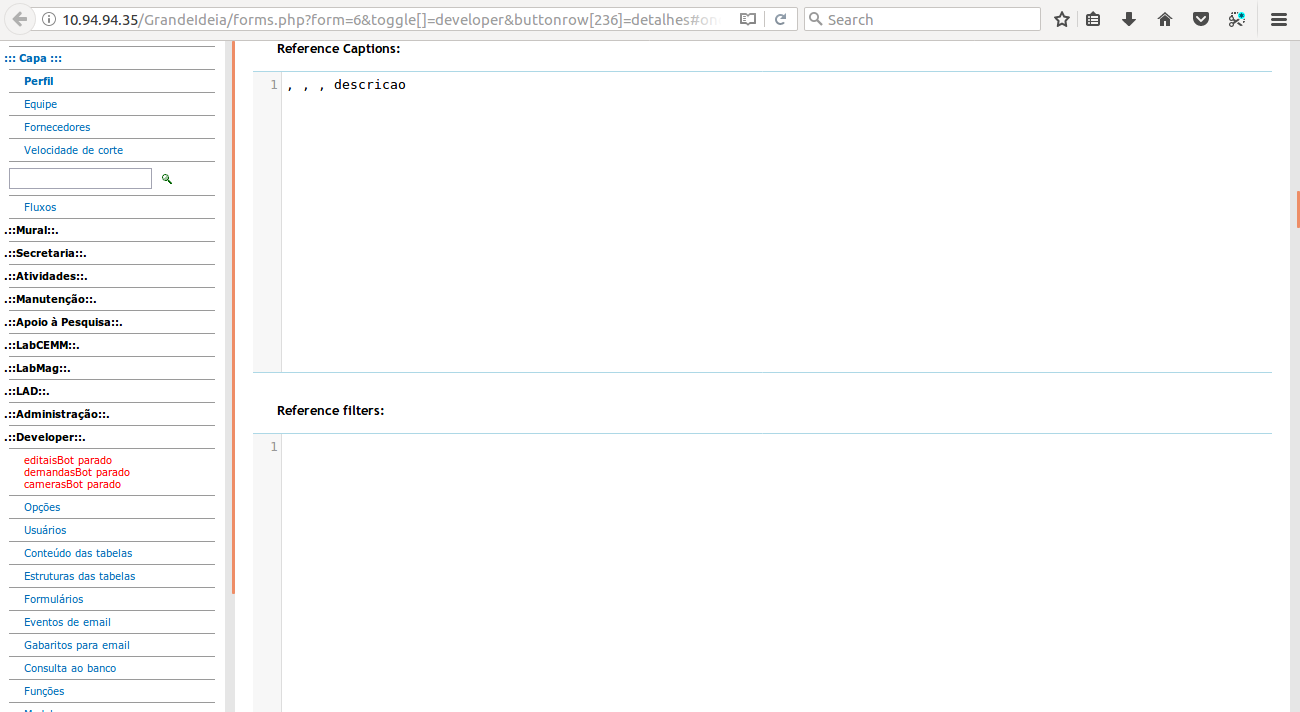 10.94.94.35/GrandeIdeia/forms.php?form=6&toggle[]=developer&buttonrow[236]=detalhes#on
Search
::: Capa :::
Perfil
Equipe
Fornecedores
Velocidade de corte
Fluxos
.::Mural::.
.::Secretaria::.
.::Atividades::.
.::Manutenção::.
.::Apoio à Pesquisa::.
.::LabCEMM::.
.::LabMag::.
.::LAD::.
.::Administração::.
.::Developer::.
editaisBot parado
demandasBot parado
camerasBot parado
Opções
Usuários
Conteúdo das tabelas
Estruturas das tabelas
Formulários
Eventos de email
Gabaritos para email
Consulta ao banco
Funções
Reference Captions:
1 , , , descricao
Reference filters:
1